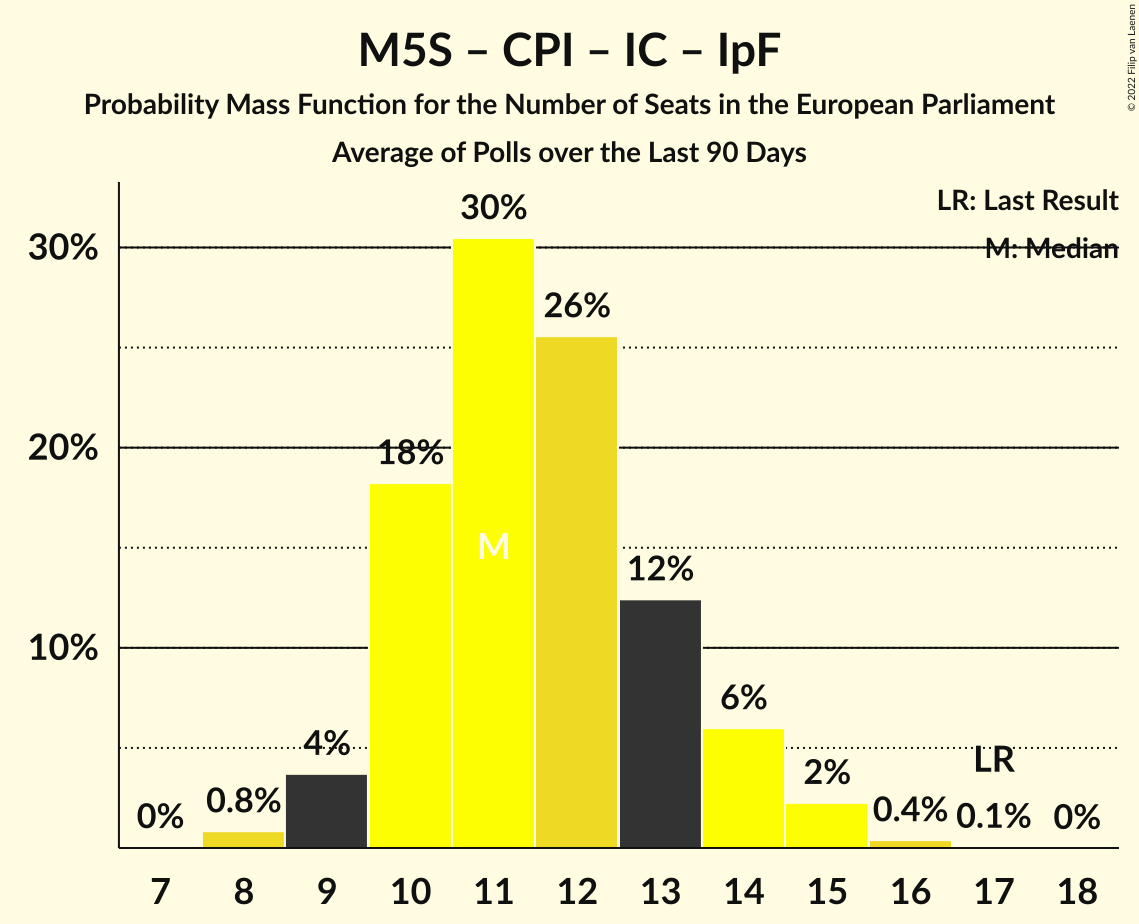 M5S – CPI – IC – IpF
Probability Mass Function for the Number of Seats in the European Parliament
Average of Polls over the Last 90 Days
© 2022 Filip van Laenen
LR: Last Result
M: Median
30%
20%
10%
0%
0.8%
4%
18%
30%
M
26%
12%
6%
2%
0.4%
LR
0.1%
0%
7 8 9 10 11 12 13 14 15 16 17 18